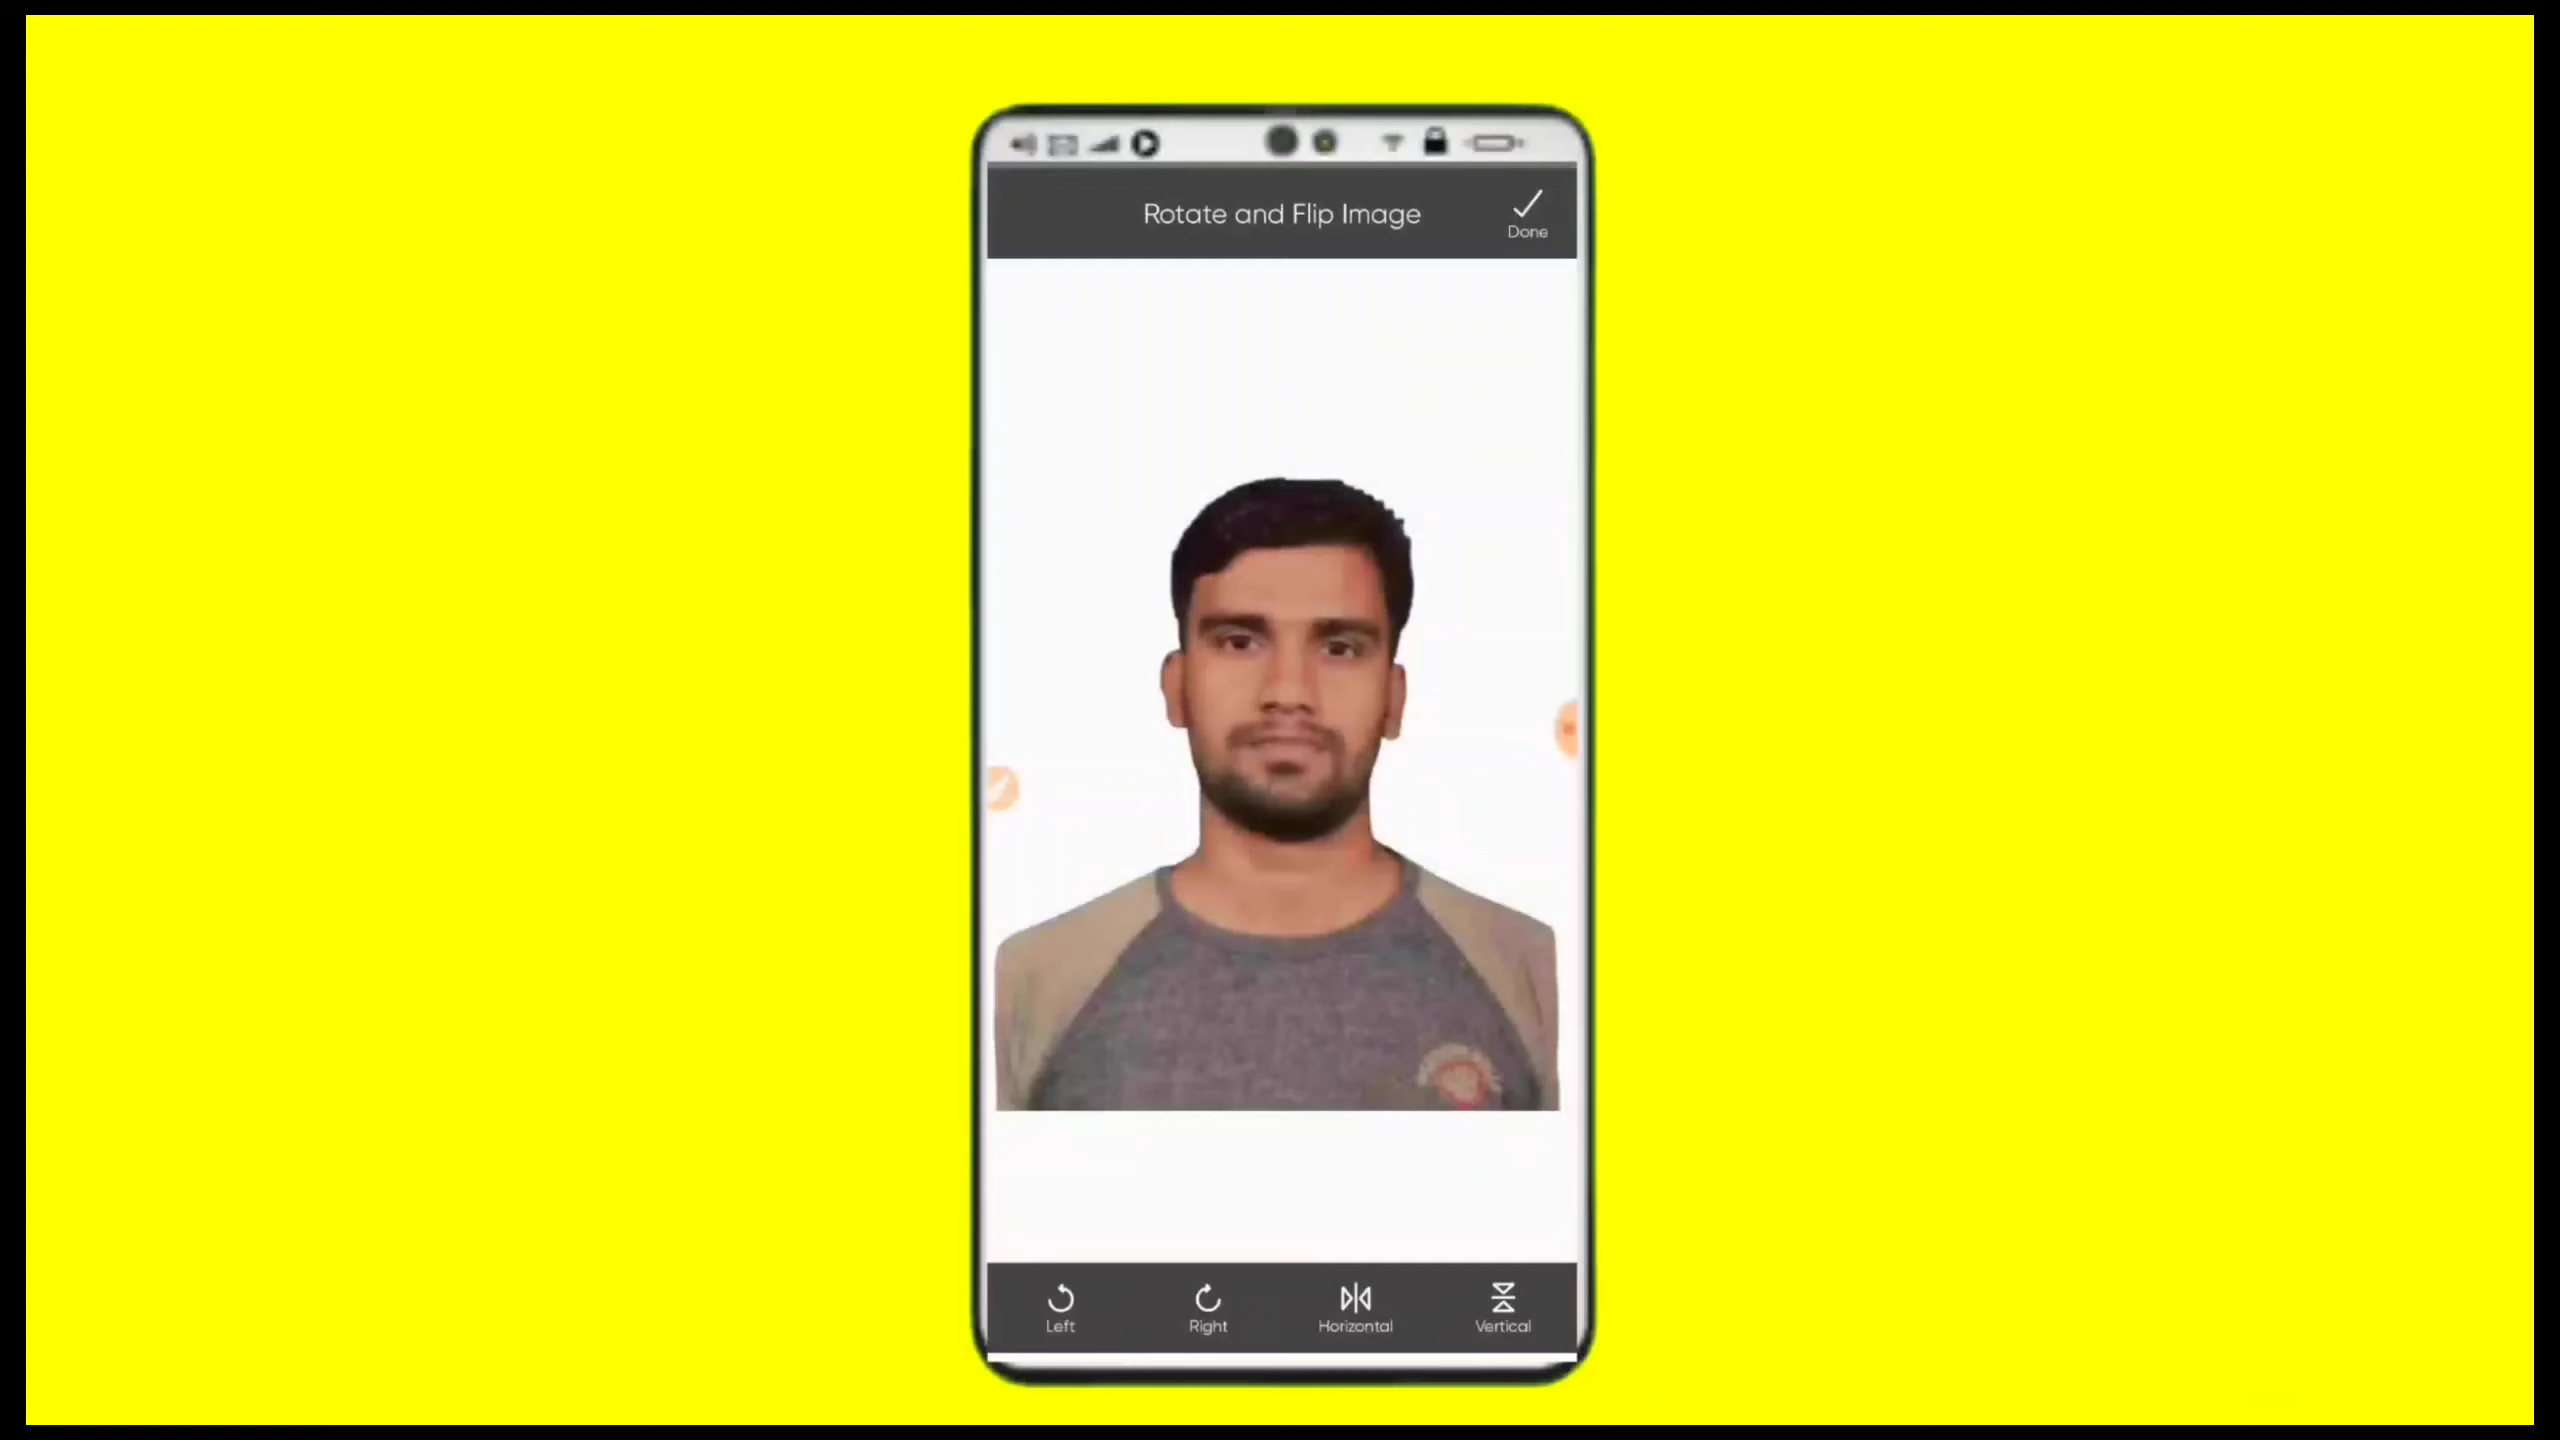 Rotate and Flip Image
Done
Left
Right
Horizontal
Vertical